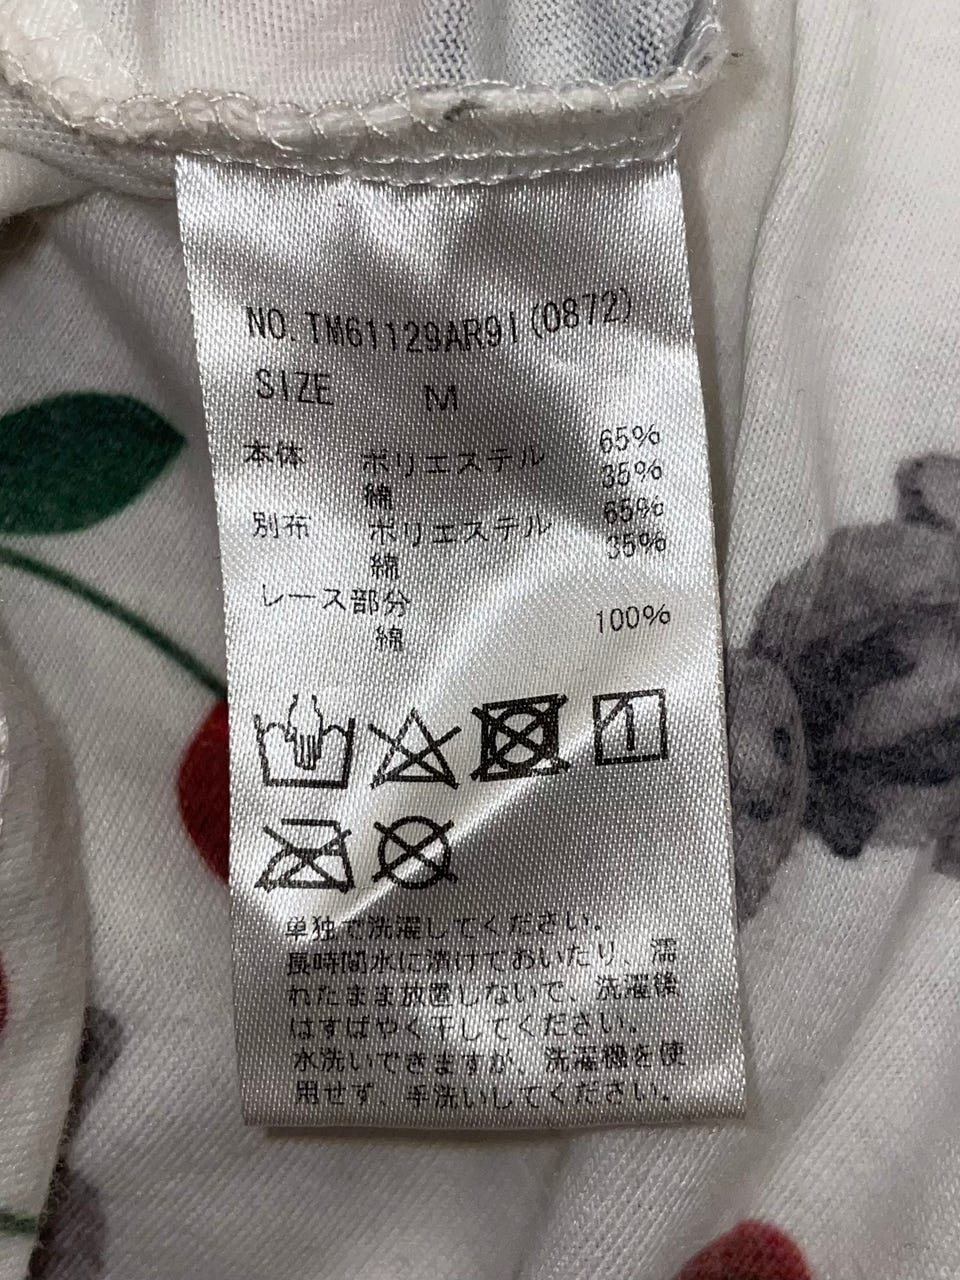 NO.TM61129AR91(0872)
SIZE M
本体 ポリエステル 65%
綿 35%
別布 ポリエステル 65%
綿 35%
レース部分
綿 100%
単独で洗濯してください。
長時間水に漬けておいたり、濡
れたまま放置しないで、洗濯後
はすばやく干してください。
水洗いできますが、洗濯機を使
用せず、手洗いしてください。